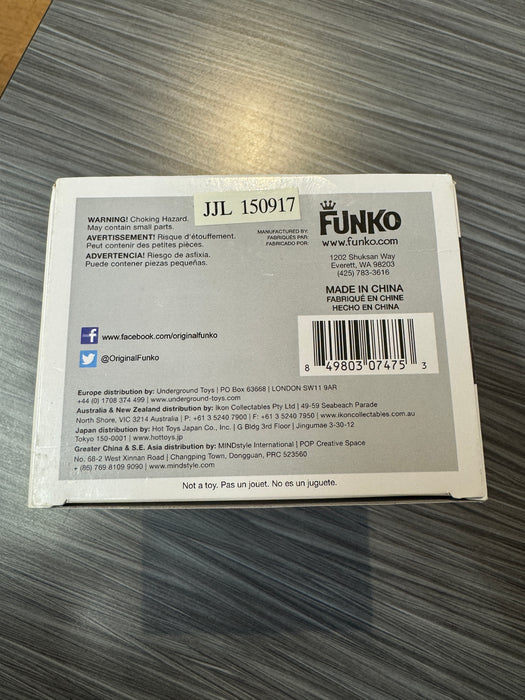 JJL 150917
WARNING! Choking Hazard.
May contain small parts.
AVERTISSEMENT! Risque d'étouffement.
Peut contenir des petites pièces.
ADVERTENCIA! Riesgo de asfixia.
Puede contener piezas pequeñas.
MANUFACTURED BY:
FABRIQUÉS PAR:
FABRICADO POR:
FUNKO
www.funko.com
1202 Shuksan Way
Everett, WA 98203
(425) 783-3616
MADE IN CHINA
FABRIQUÉ EN CHINE
HECHO EN CHINA
f www.facebook.com/originalfunko
@OriginalFunko
8 49803 07475 3
Europe distribution by: Underground Toys | PO Box 63668 | LONDON SW11 9AR
+44 (0) 1708 374 499 | www.underground-toys.com
Australia & New Zealand distribution by: Ikon Collectables Pty Ltd | 49-59 Seabeach Parade
North Shore, VIC 3214 Australia | P: +61 3 5240 1900 | F: +61 3 5240 7950 | www.ikoncollectables.com.au
Japan distribution by: Hot Toys Japan Co., Inc. | G Bldg 3rd Floor | Jingumae 3-30-12
Tokyo 150-0001 | www.hottoys.jp
Greater China & S.E. Asia distribution by: MINDstyle International | POP Creative Space
No. 68-2 West Xinnan Road | Changping Town, Dongguan, PRC 523560
+ (86) 769 8109 9090 | www.mindstyle.com
Not a toy. Pas un jouet. No es un juguete.